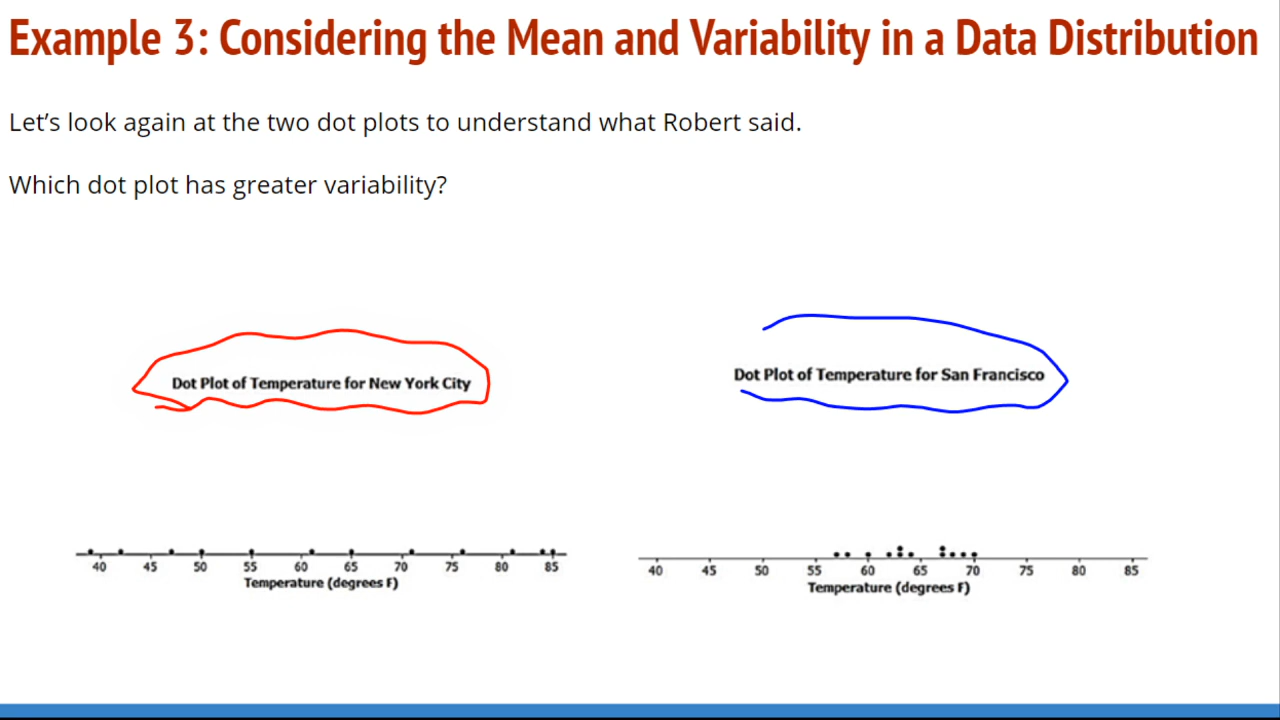 Example 3: Considering the Mean and Variability in a Data Distribution
Let’s look again at the two dot plots to understand what Robert said.
Which dot plot has greater variability?
Dot Plot of Temperature for New York City
40 45 50 55 60 65 70 75 80 85
Temperature (degrees F)
Dot Plot of Temperature for San Francisco
40 45 50 55 60 65 70 75 80 85
Temperature (degrees F)